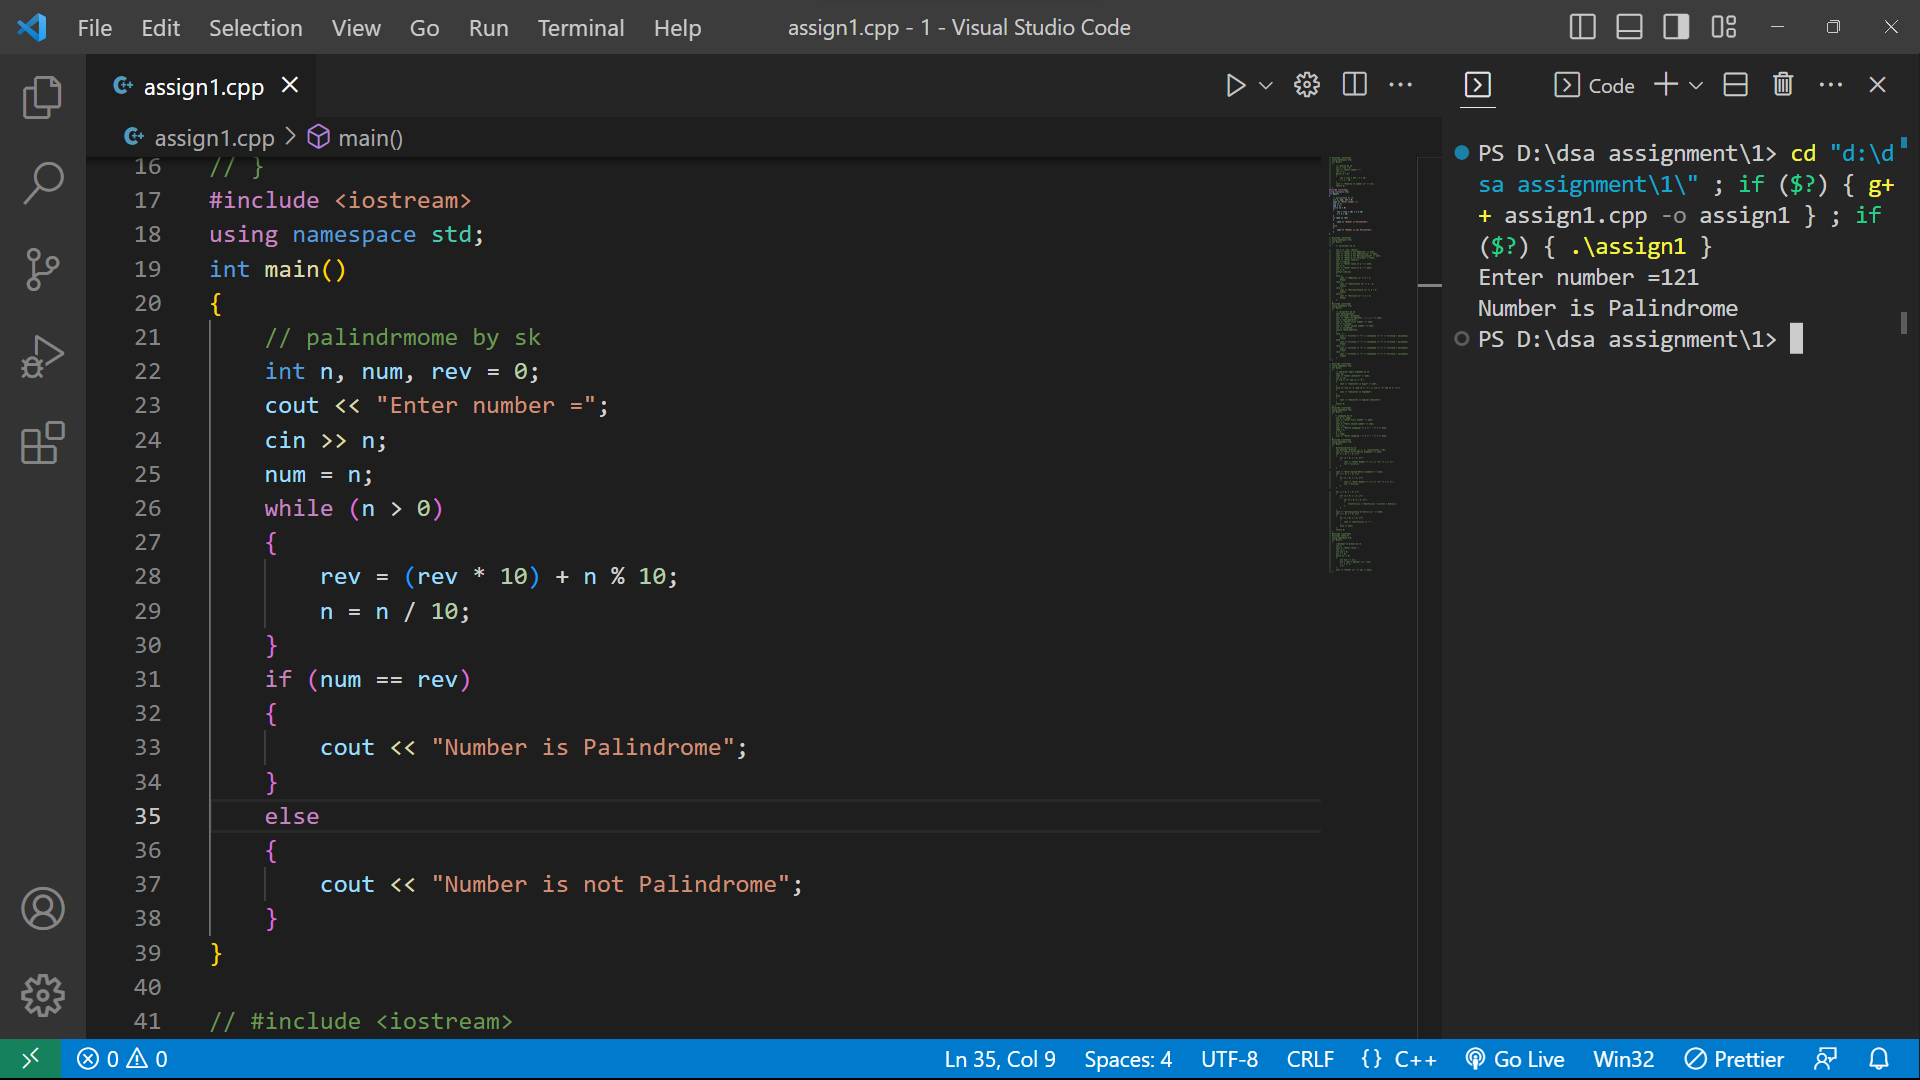 File Edit Selection View Go Run Terminal Help assign1.cpp - 1 - Visual Studio Code
assign1.cpp
assign1.cpp > main()
16 // }
17 #include <iostream>
18 using namespace std;
19 int main()
20 {
21 // palindrmome by sk
22 int n, num, rev = 0;
23 cout << "Enter number =";
24 cin >> n;
25 num = n;
26 while (n > 0)
27 {
28 rev = (rev * 10) + n % 10;
29 n = n / 10;
30 }
31 if (num == rev)
32 {
33 cout << "Number is Palindrome";
34 }
35 else
36 {
37 cout << "Number is not Palindrome";
38 }
39 }
40
41 // #include <iostream>
Code
PS D:\dsa assignment\1> cd "d:\d
sa assignment\1\" ; if ($?) { g+
+ assign1.cpp -o assign1 } ; if
($?) { .\assign1 }
Enter number =121
Number is Palindrome
PS D:\dsa assignment\1>
0 0 Ln 35, Col 9 Spaces: 4 UTF-8 CRLF {} C++ Go Live Win32 Prettier